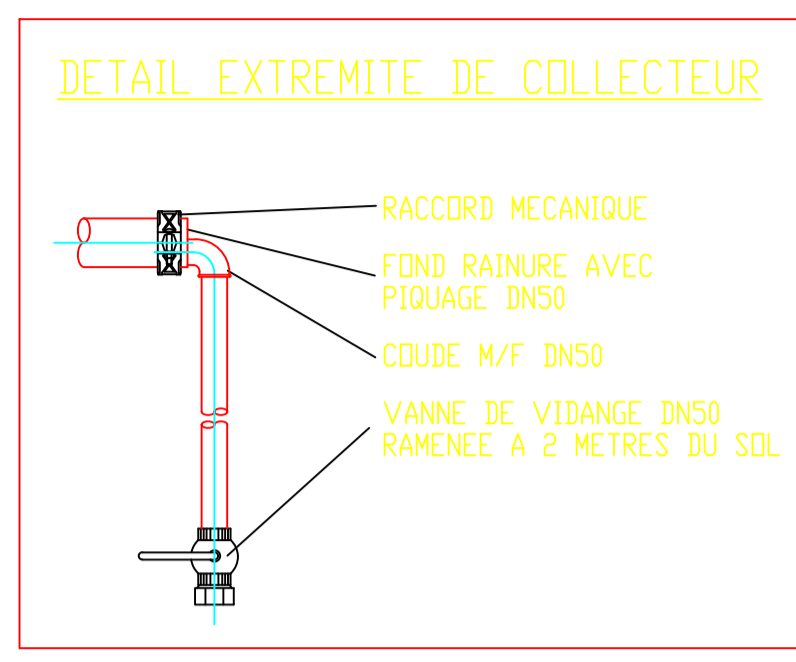 DETAIL EXTREMITE DE COLLECTEUR
RACCORD MECANIQUE
FOND RAINURE AVEC
PIQUAGE DN50
COUDE M/F DN50
VANNE DE VIDANGE DN50
RAMENEE A 2 METRES DU SOL